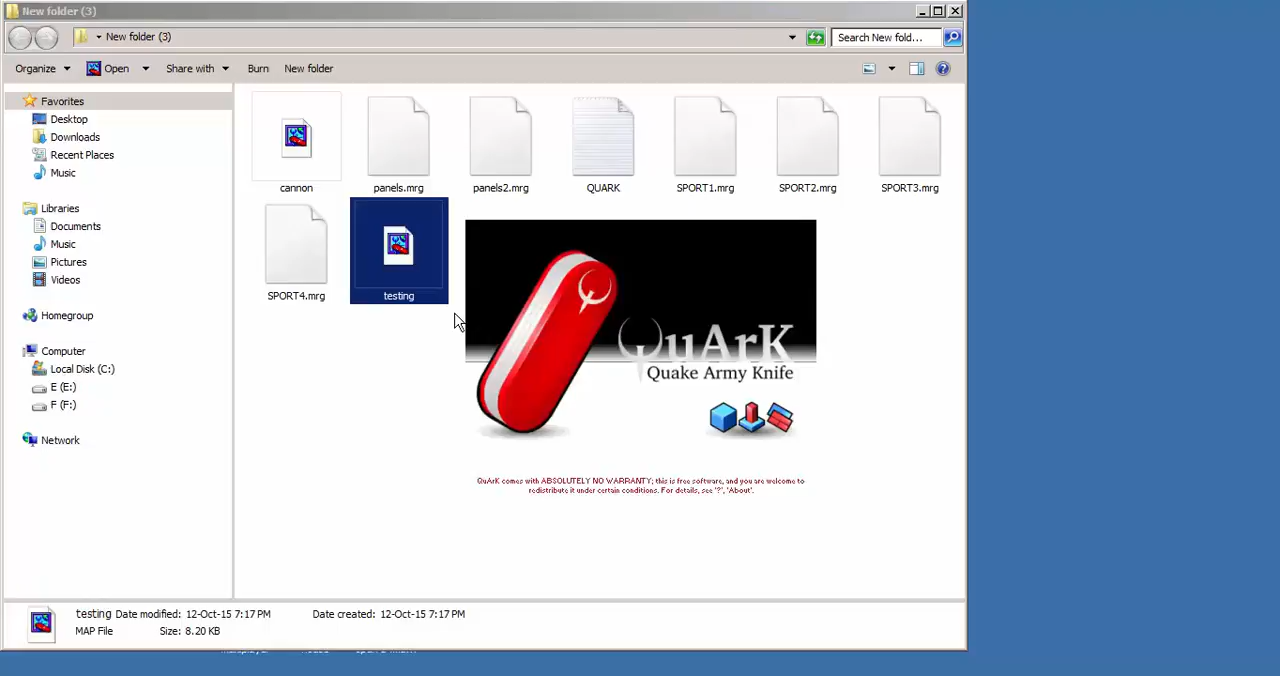 New folder (3)
New folder (3)
Search New fold...
Organize Open Share with Burn New folder
Favorites
Desktop
Downloads
Recent Places
Music
Libraries
Documents
Music
Pictures
Videos
Homegroup
Computer
Local Disk (C:)
E (E:)
F (F:)
Network
cannon panels.mrg panels2.mrg QUARK SPORT1.mrg SPORT2.mrg SPORT3.mrg
SPORT4.mrg testing
QuArK
Quake Army Knife
QuArK comes with ABSOLUTELY NO WARRANTY; this is free software, and you are welcome to
redistribute it under certain conditions. For details, see '?', 'About'.
testing Date modified: 12-Oct-15 7:17 PM Date created: 12-Oct-15 7:17 PM
MAP File Size: 8.20 KB